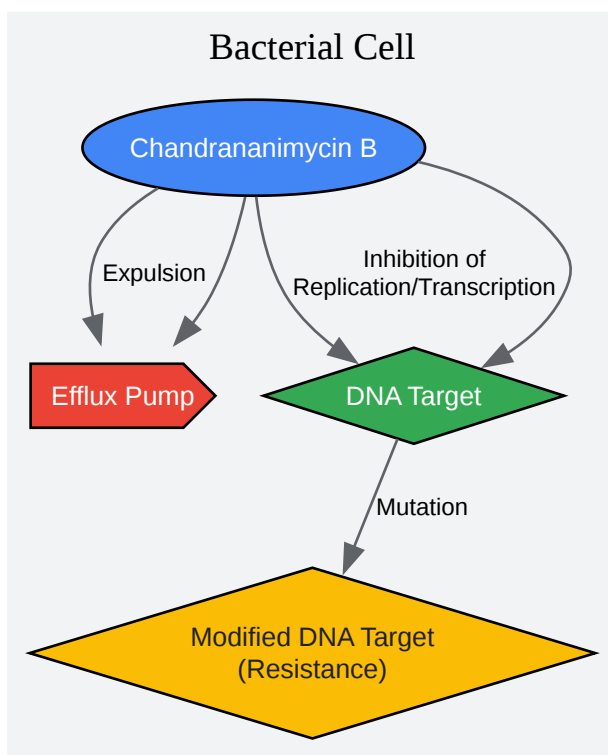 Bacterial Cell
Chandrananimycin B
Expulsion
Inhibition of
Replication/Transcription
Efflux Pump
DNA Target
Mutation
Modified DNA Target
(Resistance)